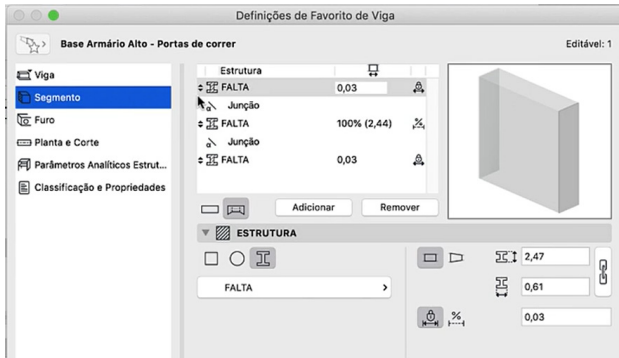 Definições de Favorito de Viga
Base Armário Alto - Portas de correr
Editável: 1
Viga
Segmento
Furo
Planta e Corte
Parâmetros Analíticos Estrut...
Classificação e Propriedades
Estrutura
FALTA 0,03
Junção
FALTA 100% (2,44)
Junção
FALTA 0,03
Adicionar Remover
ESTRUTURA
2,47
FALTA
0,61
0,03